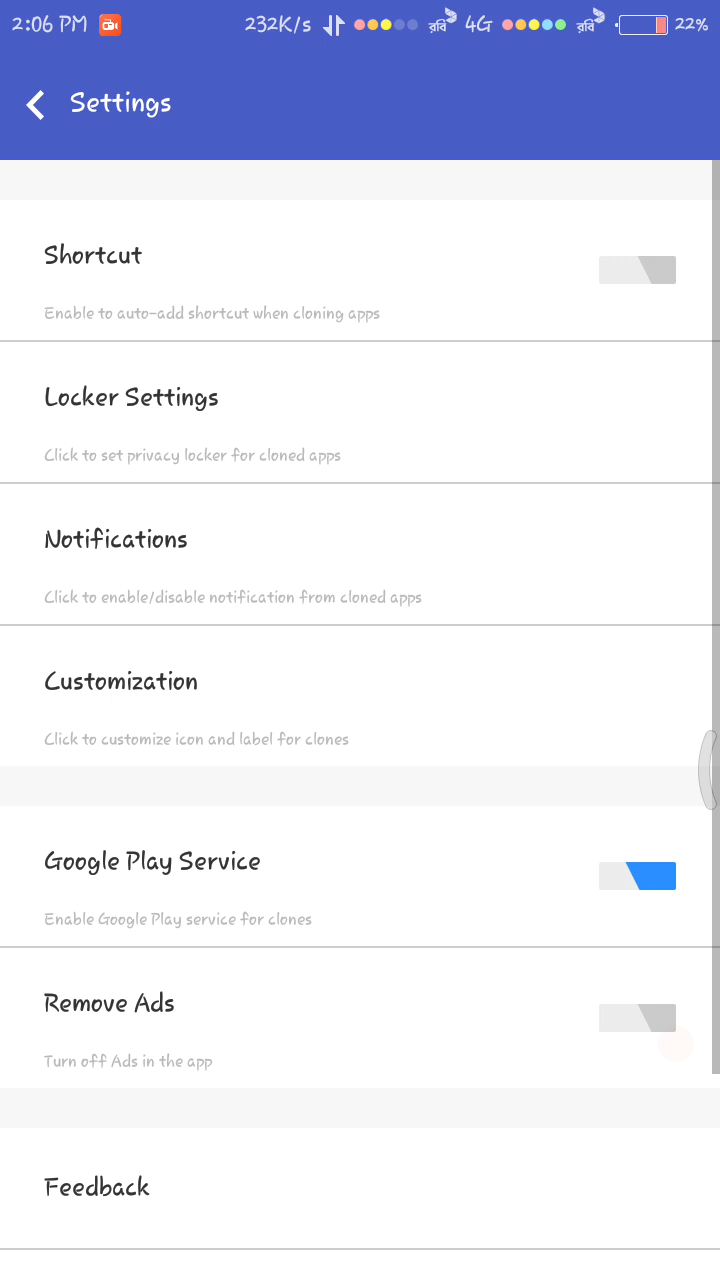 2:06 PM 232K/s রবি 4G রবি 22%
Settings
Shortcut
Enable to auto-add shortcut when cloning apps
Locker Settings
Click to set privacy locker for cloned apps
Notifications
Click to enable/disable notification from cloned apps
Customization
Click to customize icon and label for clones
Google Play Service
Enable Google Play service for clones
Remove Ads
Turn off Ads in the app
Feedback